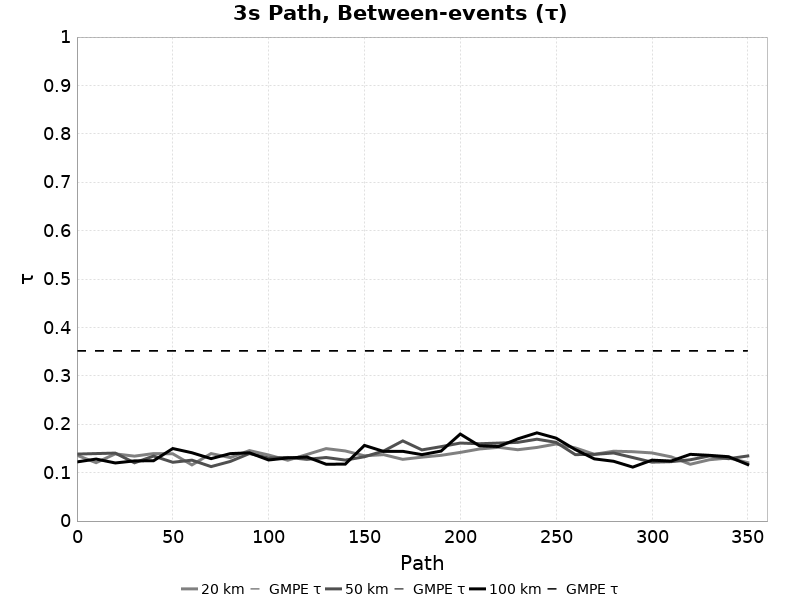 3s Path, Between-events (τ)
1
0.9
0.8
0.7
0.6
0.5
τ
0.4
0.3
0.2
0.1
0
0 50 100 150 200 250 300 350
Path
20 km GMPE τ 50 km GMPE τ 100 km GMPE τ